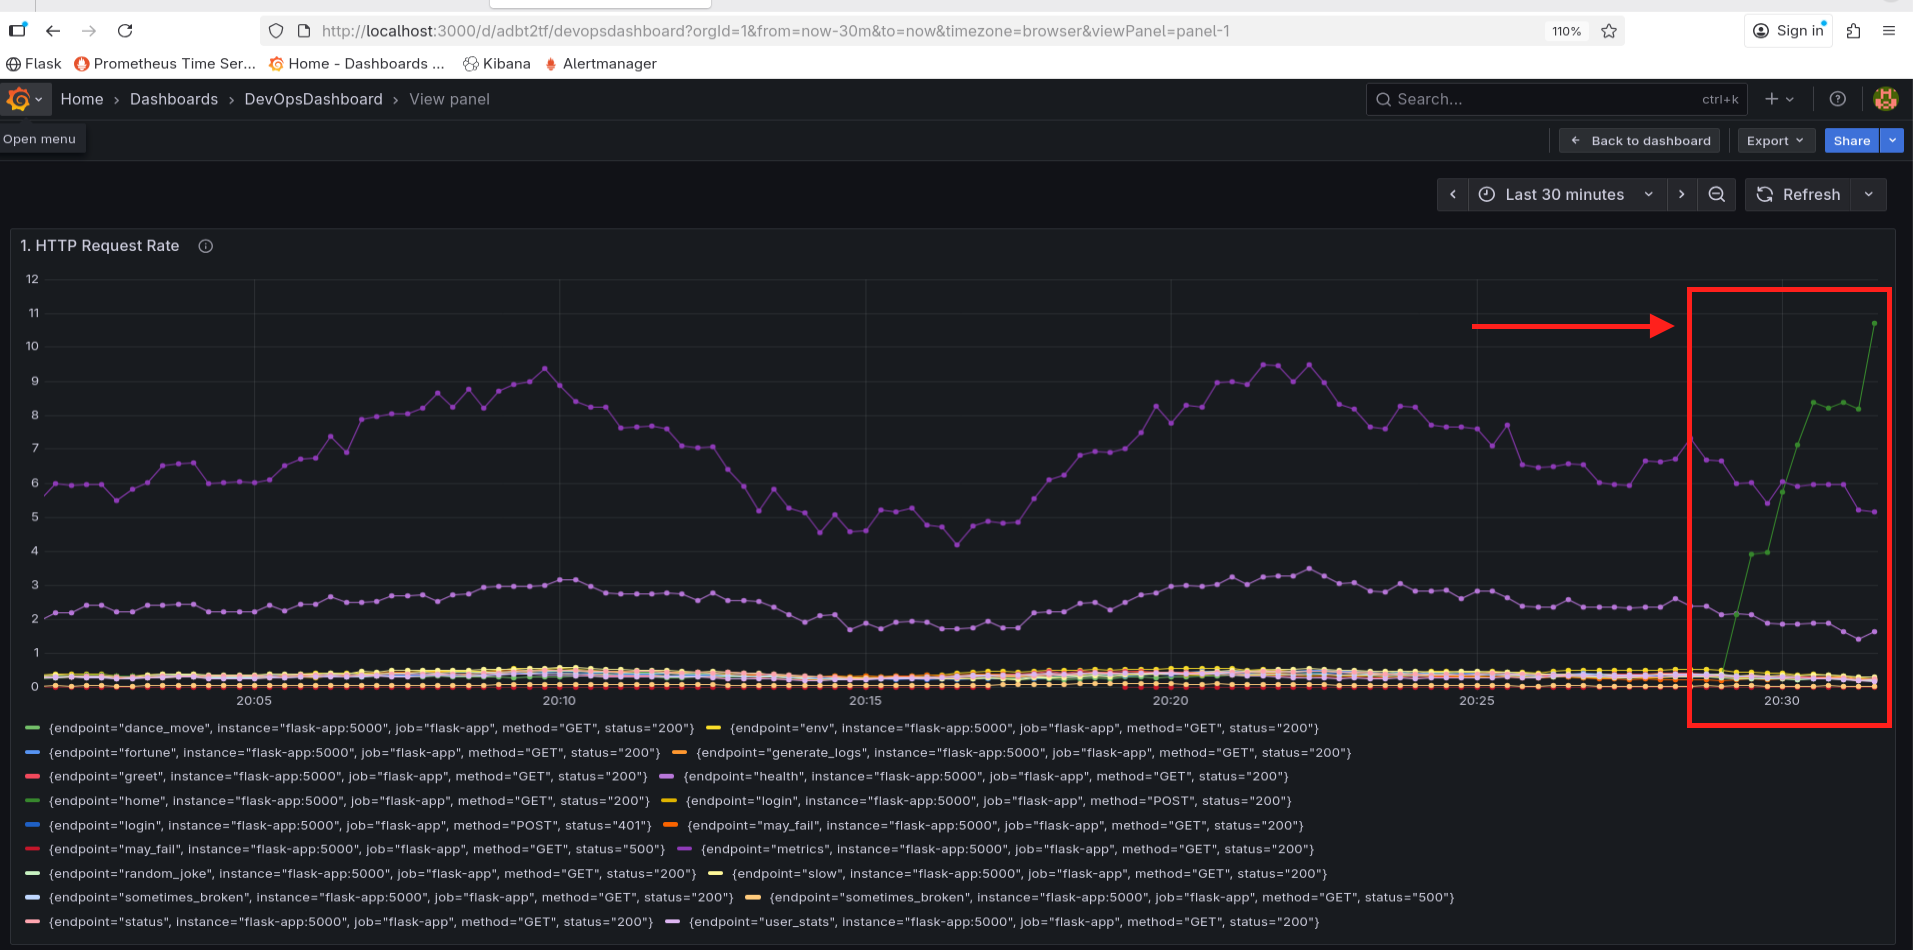 http://localhost:3000/d/adbt2tf/devopsdashboard?orgId=1&from=now-30m&to=now&timezone=browser&viewPanel=panel-1 110% Sign in
Flask Prometheus Time Ser... Home - Dashboards ... Kibana Alertmanager
Home › Dashboards › DevOpsDashboard › View panel Search... ctrl+k
Open menu Back to dashboard Export Share
Last 30 minutes Refresh
1. HTTP Request Rate
12
11
10
9
8
7
6
5
4
3
2
1
0
20:05 20:10 20:15 20:20 20:25 20:30
{endpoint="dance_move", instance="flask-app:5000", job="flask-app", method="GET", status="200"} {endpoint="env", instance="flask-app:5000", job="flask-app", method="GET", status="200"}
{endpoint="fortune", instance="flask-app:5000", job="flask-app", method="GET", status="200"} {endpoint="generate_logs", instance="flask-app:5000", job="flask-app", method="GET", status="200"}
{endpoint="greet", instance="flask-app:5000", job="flask-app", method="GET", status="200"} {endpoint="health", instance="flask-app:5000", job="flask-app", method="GET", status="200"}
{endpoint="home", instance="flask-app:5000", job="flask-app", method="GET", status="200"} {endpoint="login", instance="flask-app:5000", job="flask-app", method="POST", status="200"}
{endpoint="login", instance="flask-app:5000", job="flask-app", method="POST", status="401"} {endpoint="may_fail", instance="flask-app:5000", job="flask-app", method="GET", status="200"}
{endpoint="may_fail", instance="flask-app:5000", job="flask-app", method="GET", status="500"} {endpoint="metrics", instance="flask-app:5000", job="flask-app", method="GET", status="200"}
{endpoint="random_joke", instance="flask-app:5000", job="flask-app", method="GET", status="200"} {endpoint="slow", instance="flask-app:5000", job="flask-app", method="GET", status="200"}
{endpoint="sometimes_broken", instance="flask-app:5000", job="flask-app", method="GET", status="200"} {endpoint="sometimes_broken", instance="flask-app:5000", job="flask-app", method="GET", status="500"}
{endpoint="status", instance="flask-app:5000", job="flask-app", method="GET", status="200"} {endpoint="user_stats", instance="flask-app:5000", job="flask-app", method="GET", status="200"}